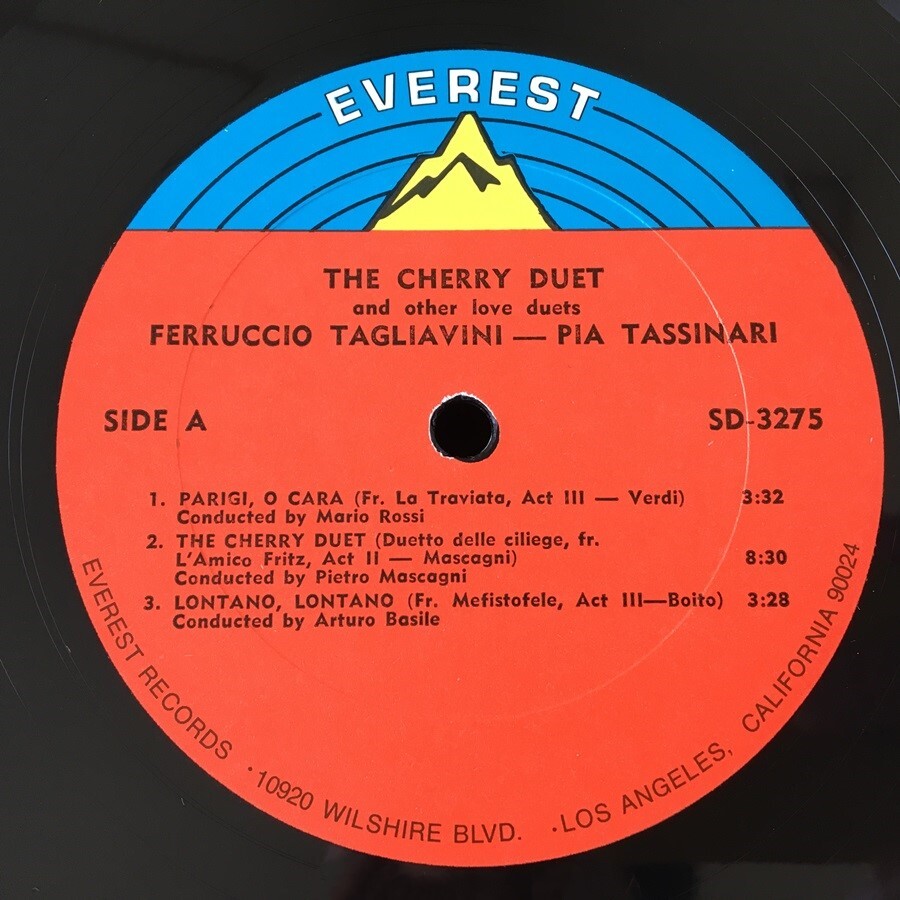 EVEREST
THE CHERRY DUET
and other love duets
FERRUCCIO TAGLIAVINI — PIA TASSINARI
SIDE A
SD-3275
1. PARIGI, O CARA (Fr. La Traviata, Act III — Verdi) 3:32
Conducted by Mario Rossi
2. THE CHERRY DUET (Duetto delle ciliege, fr.
L'Amico Fritz, Act II — Mascagni) 8:30
Conducted by Pietro Mascagni
3. LONTANO, LONTANO (Fr. Mefistofele, Act III—Boito) 3:28
Conducted by Arturo Basile
EVEREST RECORDS · 10920 WILSHIRE BLVD. · LOS ANGELES, CALIFORNIA 90024